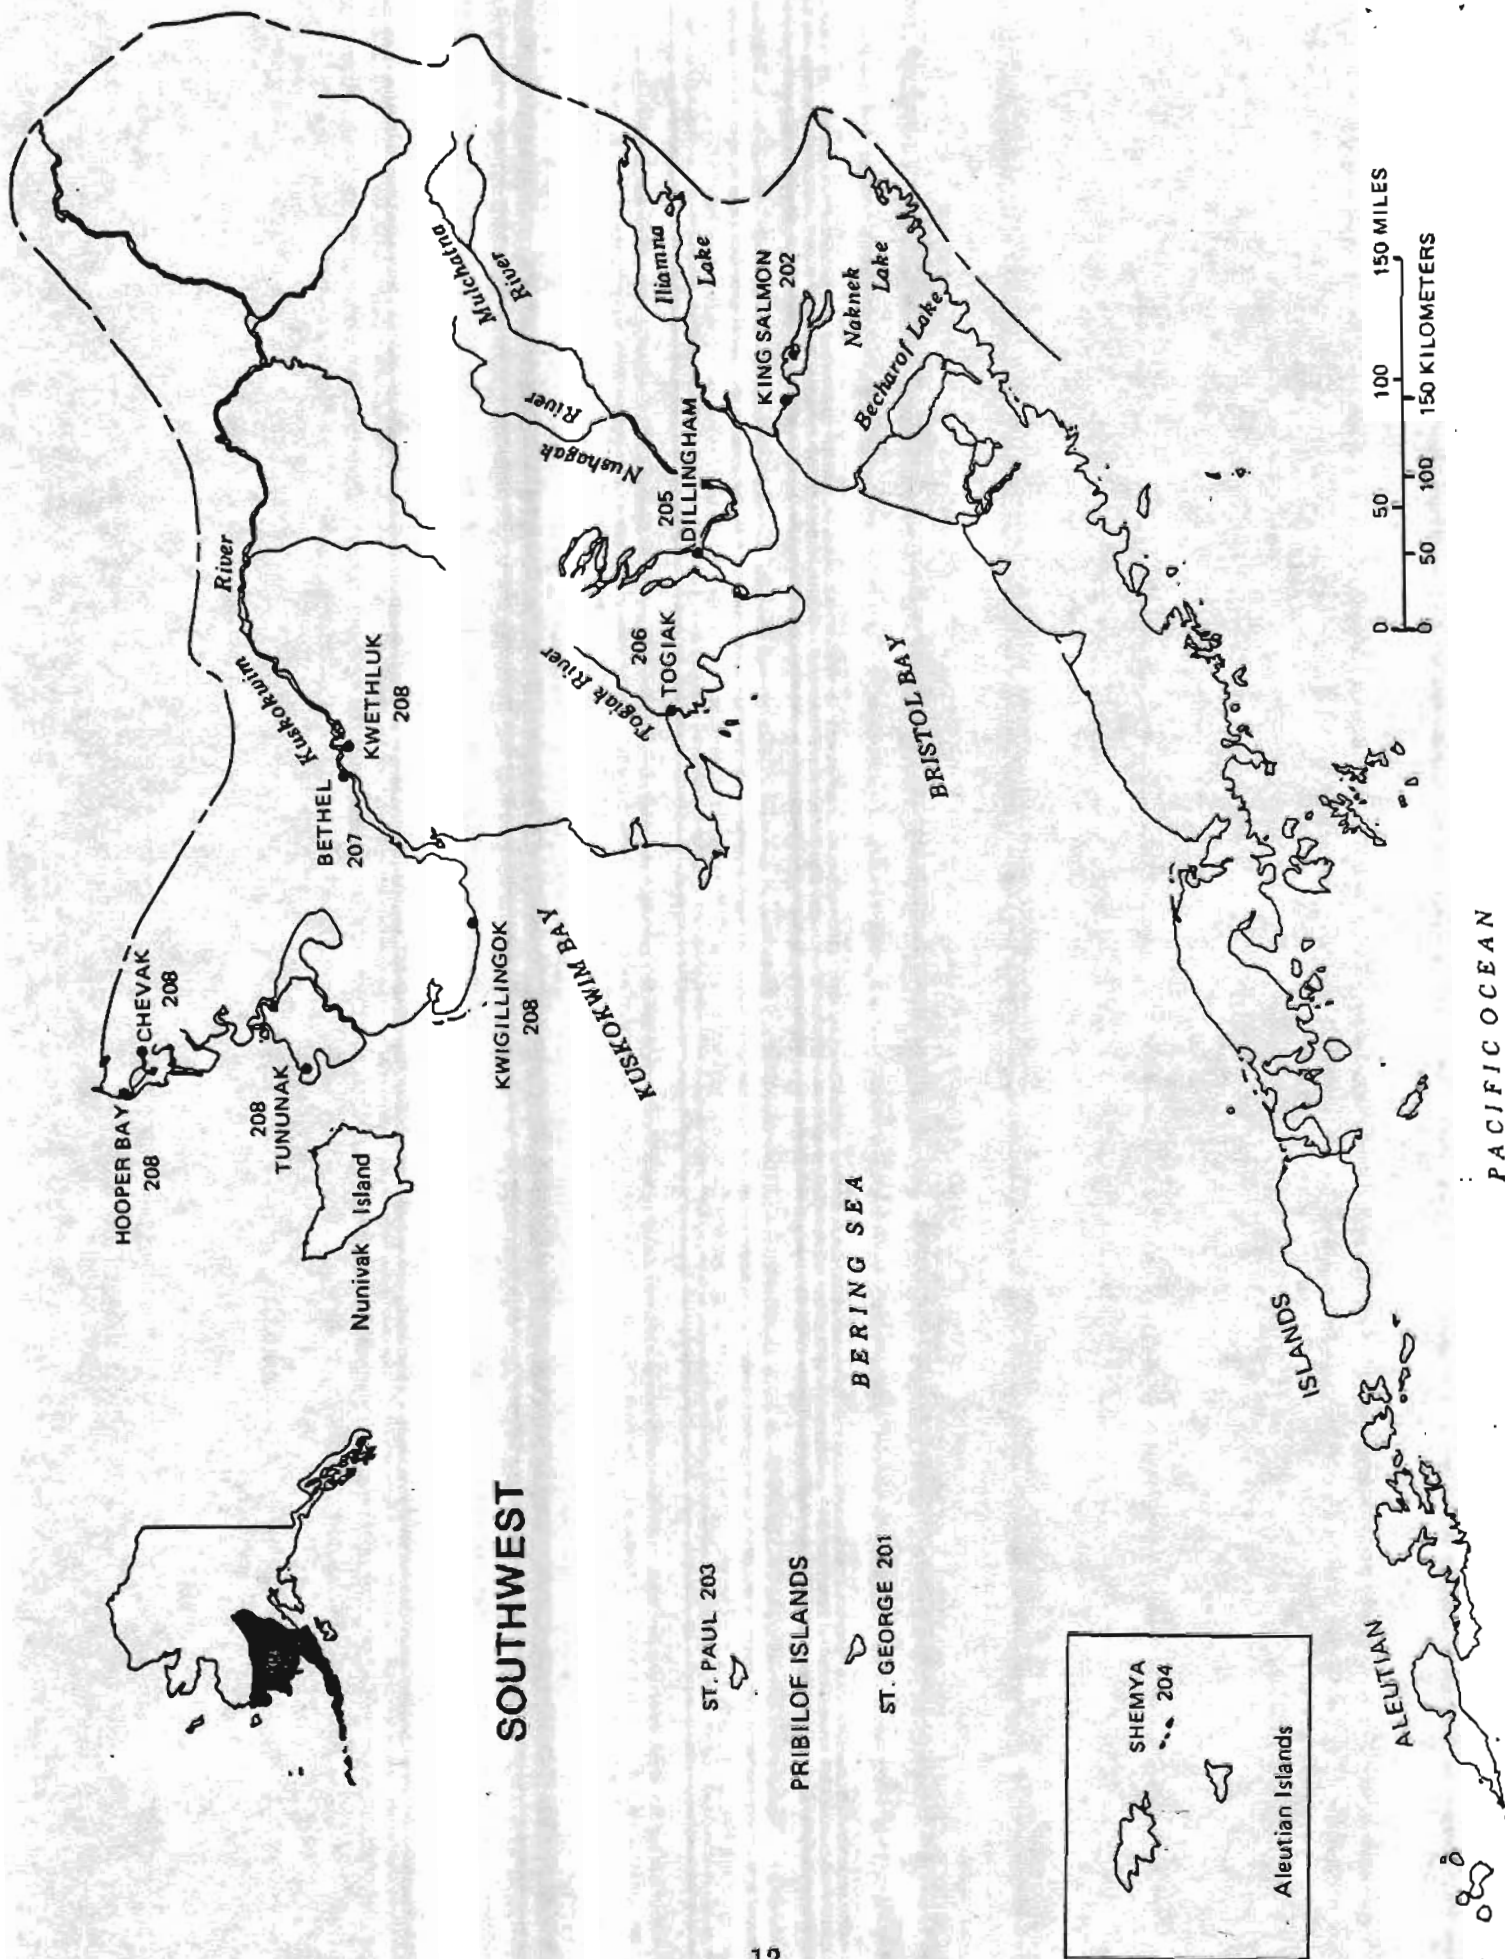 SOUTHWEST
HOOPER BAY
208
CHEVAK
208
208
TUNUNAK
Nunivak Island
BETHEL
207
KWETHLUK
208
Kuskokwim
River
KWIGILLINGOK
208
KUSKOKWIM BAY
Mulchatna
River
Nushagak
River
Iliamna
Lake
205
DILLINGHAM
206
TOGIAK
Togiak River
KING SALMON
202
Naknek
Lake
Becharof Lake
BRISTOL BAY
ST. PAUL 203
PRIBILOF ISLANDS
ST. GEORGE 201
BERING SEA
SHEMYA
204
Aleutian Islands
ALEUTIAN
ISLANDS
0 50 100 150 MILES
0 50 100 150 KILOMETERS
PACIFIC OCEAN